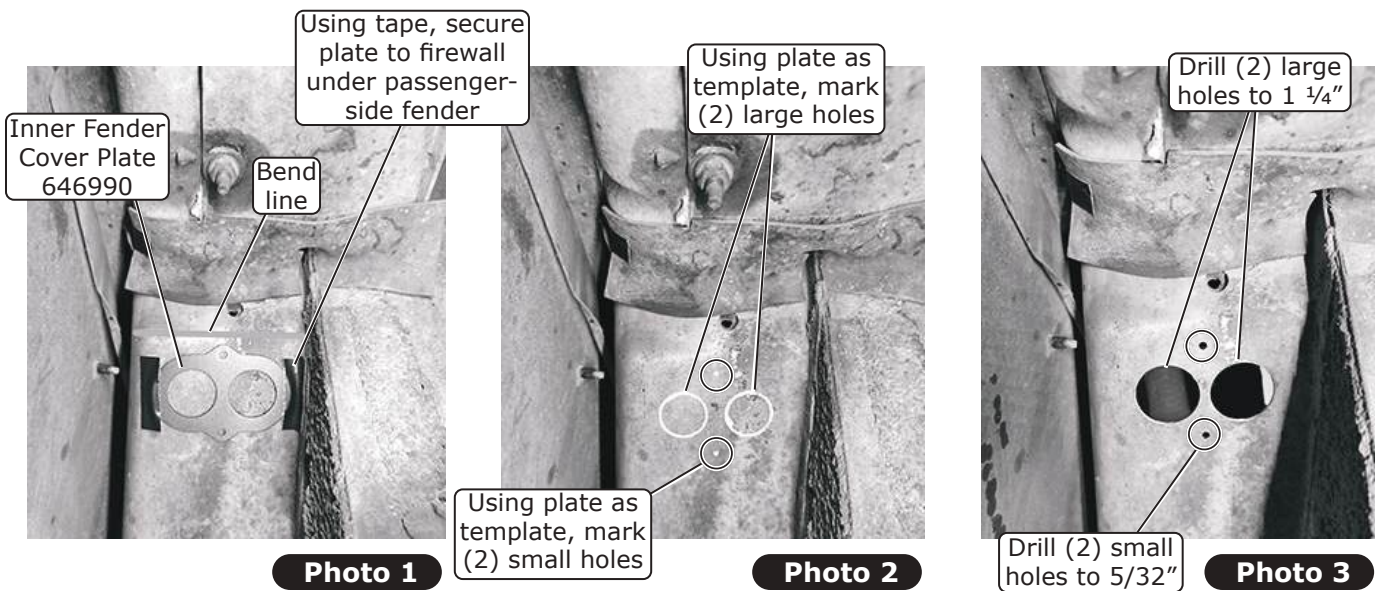 Using tape, secure
plate to firewall
under passenger-
side fender
Inner Fender
Cover Plate
646990
Bend
line
Photo 1
Using plate as
template, mark
(2) large holes
Using plate as
template, mark
(2) small holes
Photo 2
Drill (2) large
holes to 1 ¼”
Drill (2) small
holes to 5/32”
Photo 3